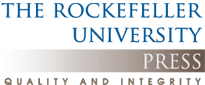 THE ROCKEFELLER
UNIVERSITY
PRESS
QUALITY AND INTEGRITY